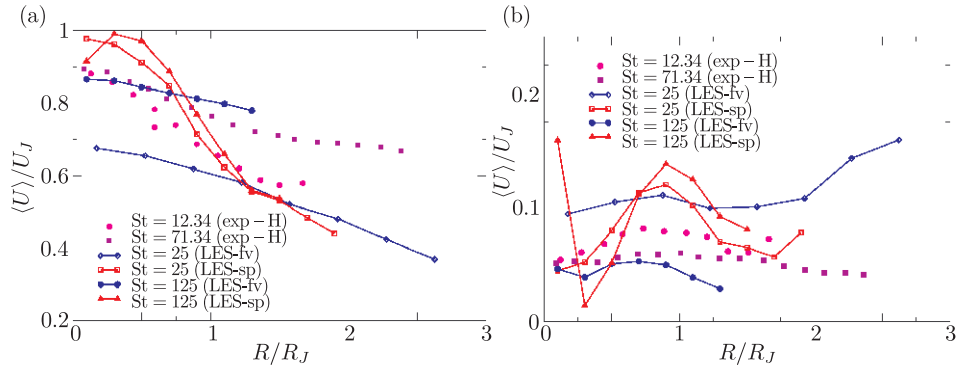 (a)
1
0.8
0.6
0.4
0.2
0
1
2
3
⟨U⟩/U_J
R/R_J
St = 12.34 (exp − H)
St = 71.34 (exp − H)
St = 25 (LES-fv)
St = 25 (LES-sp)
St = 125 (LES-fv)
St = 125 (LES-sp)
(b)
0.2
0.1
0
0
1
2
3
⟨U⟩/U_J
R/R_J
St = 12.34 (exp − H)
St = 71.34 (exp − H)
St = 25 (LES-fv)
St = 25 (LES-sp)
St = 125 (LES-fv)
St = 125 (LES-sp)